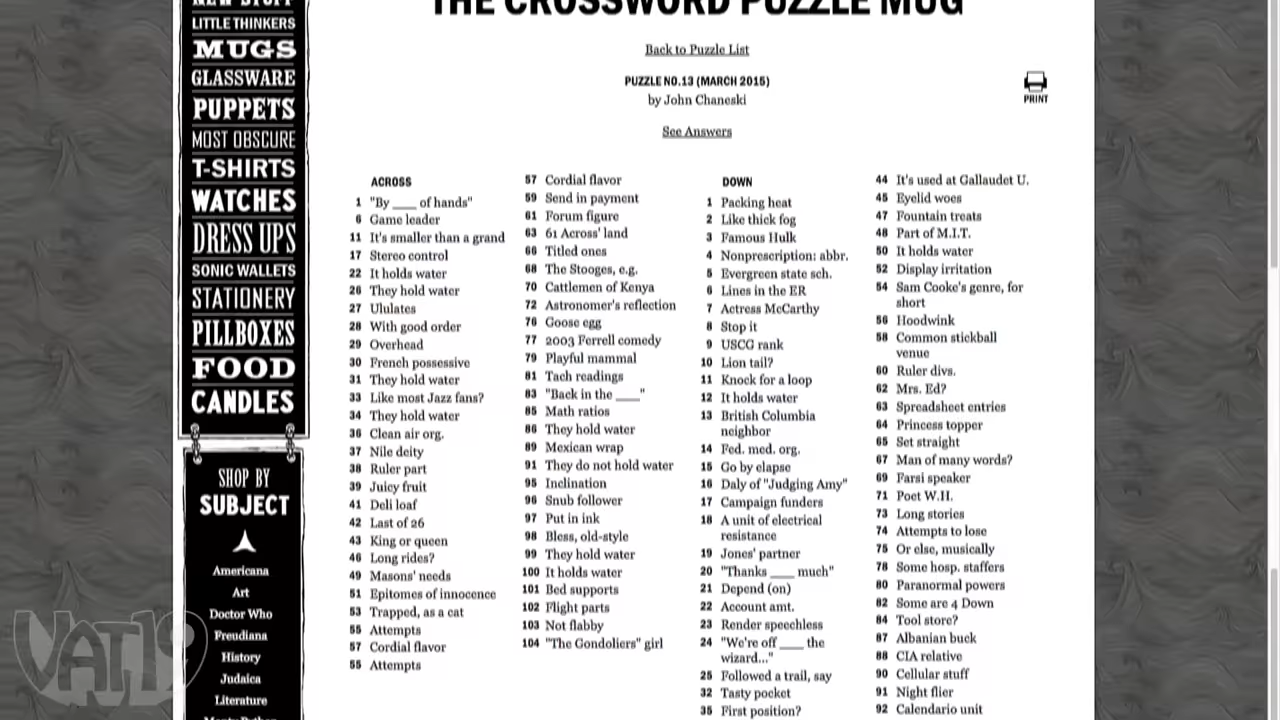 NEW STUFF
LITTLE THINKERS
MUGS
GLASSWARE
PUPPETS
MOST OBSCURE
T-SHIRTS
WATCHES
DRESS UPS
SONIC WALLETS
STATIONERY
PILLBOXES
FOOD
CANDLES
SHOP BY
SUBJECT
Americana
Art
Doctor Who
Freudiana
History
Judaica
Literature
Monty Python
VAT19
THE CROSSWORD PUZZLE MUG
Back to Puzzle List
PUZZLE NO.13 (MARCH 2015)
by John Chaneski
See Answers
PRINT
ACROSS
1 "By ___ of hands"
6 Game leader
11 It's smaller than a grand
17 Stereo control
22 It holds water
26 They hold water
27 Ululates
28 With good order
29 Overhead
30 French possessive
31 They hold water
33 Like most Jazz fans?
34 They hold water
36 Clean air org.
37 Nile deity
38 Ruler part
39 Juicy fruit
41 Deli loaf
42 Last of 26
43 King or queen
46 Long rides?
49 Masons' needs
51 Epitomes of innocence
53 Trapped, as a cat
55 Attempts
57 Cordial flavor
55 Attempts
57 Cordial flavor
59 Send in payment
61 Forum figure
63 61 Across' land
66 Titled ones
68 The Stooges, e.g.
70 Cattlemen of Kenya
72 Astronomer's reflection
76 Goose egg
77 2003 Ferrell comedy
79 Playful mammal
81 Tach readings
83 "Back in the ___"
85 Math ratios
86 They hold water
89 Mexican wrap
91 They do not hold water
95 Inclination
96 Snub follower
97 Put in ink
98 Bless, old-style
99 They hold water
100 It holds water
101 Bed supports
102 Flight parts
103 Not flabby
104 "The Gondoliers" girl
DOWN
1 Packing heat
2 Like thick fog
3 Famous Hulk
4 Nonprescription: abbr.
5 Evergreen state sch.
6 Lines in the ER
7 Actress McCarthy
8 Stop it
9 USCG rank
10 Lion tail?
11 Knock for a loop
12 It holds water
13 British Columbia
neighbor
14 Fed. med. org.
15 Go by elapse
16 Daly of "Judging Amy"
17 Campaign funders
18 A unit of electrical
resistance
19 Jones' partner
20 "Thanks ___ much"
21 Depend (on)
22 Account amt.
23 Render speechless
24 "We're off ___ the
wizard..."
25 Followed a trail, say
32 Tasty pocket
35 First position?
44 It's used at Gallaudet U.
45 Eyelid woes
47 Fountain treats
48 Part of M.I.T.
50 It holds water
52 Display irritation
54 Sam Cooke's genre, for
short
56 Hoodwink
58 Common stickball
venue
60 Ruler divs.
62 Mrs. Ed?
63 Spreadsheet entries
64 Princess topper
65 Set straight
67 Man of many words?
69 Farsi speaker
71 Poet W.H.
73 Long stories
74 Attempts to lose
75 Or else, musically
78 Some hosp. staffers
80 Paranormal powers
82 Some are 4 Down
84 Tool store?
87 Albanian buck
88 CIA relative
90 Cellular stuff
91 Night flier
92 Calendario unit